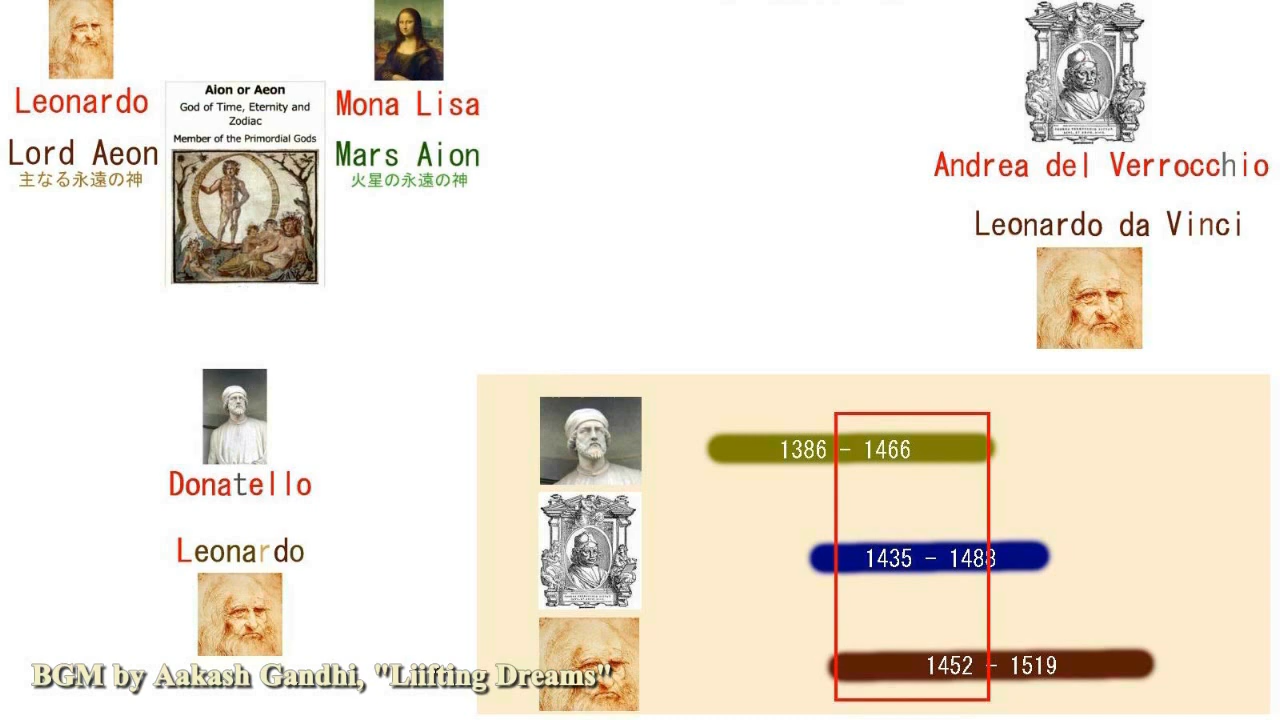 Leonardo
Lord Aeon
主なる永遠の神
Aion or Aeon
God of Time, Eternity and
Zodiac
Member of the Primordial Gods
Mona Lisa
Mars Aion
火星の永遠の神
Andrea del Verrocchio
Leonardo da Vinci
Donatello
Leonardo
1386 - 1466
1435 - 1488
1452 - 1519
BGM by Aakash Gandhi, "Liifting Dreams"